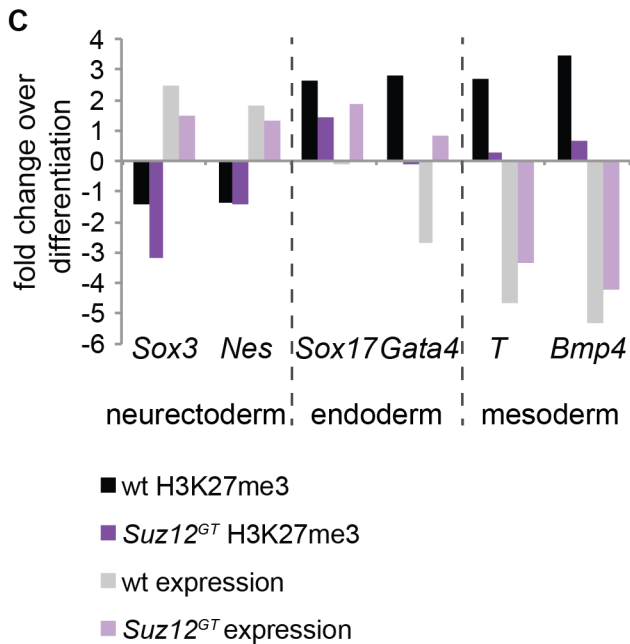 C
fold change over
differentiation
4
3
2
1
0
-1
-2
-3
-4
-5
-6
Sox3 Nes Sox17 Gata4 T Bmp4
neurectoderm endoderm mesoderm
wt H3K27me3
Suz12GT H3K27me3
wt expression
Suz12GT expression